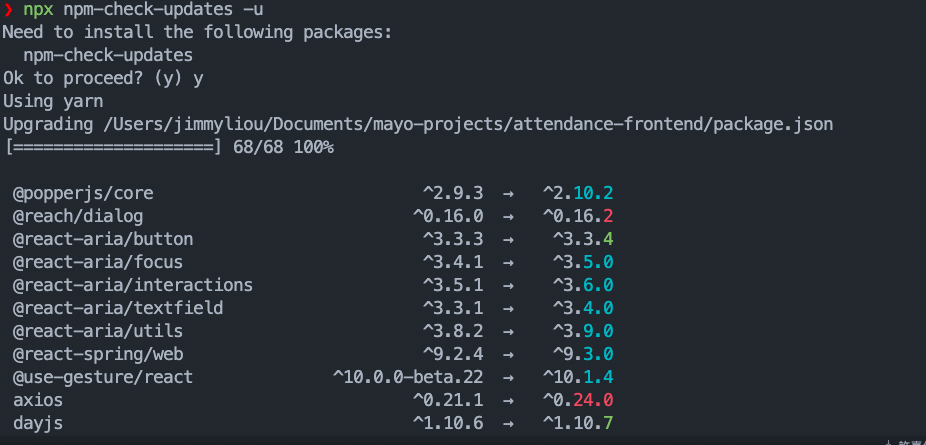 ❯ npx npm-check-updates -u
Need to install the following packages:
  npm-check-updates
Ok to proceed? (y) y
Using yarn
Upgrading /Users/jimmyliou/Documents/mayo-projects/attendance-frontend/package.json
[====================] 68/68 100%
@popperjs/core ^2.9.3 → ^2.10.2
@reach/dialog ^0.16.0 → ^0.16.2
@react-aria/button ^3.3.3 → ^3.3.4
@react-aria/focus ^3.4.1 → ^3.5.0
@react-aria/interactions ^3.5.1 → ^3.6.0
@react-aria/textfield ^3.3.1 → ^3.4.0
@react-aria/utils ^3.8.2 → ^3.9.0
@react-spring/web ^9.2.4 → ^9.3.0
@use-gesture/react ^10.0.0-beta.22 → ^10.1.4
axios ^0.21.1 → ^0.24.0
dayjs ^1.10.6 → ^1.10.7